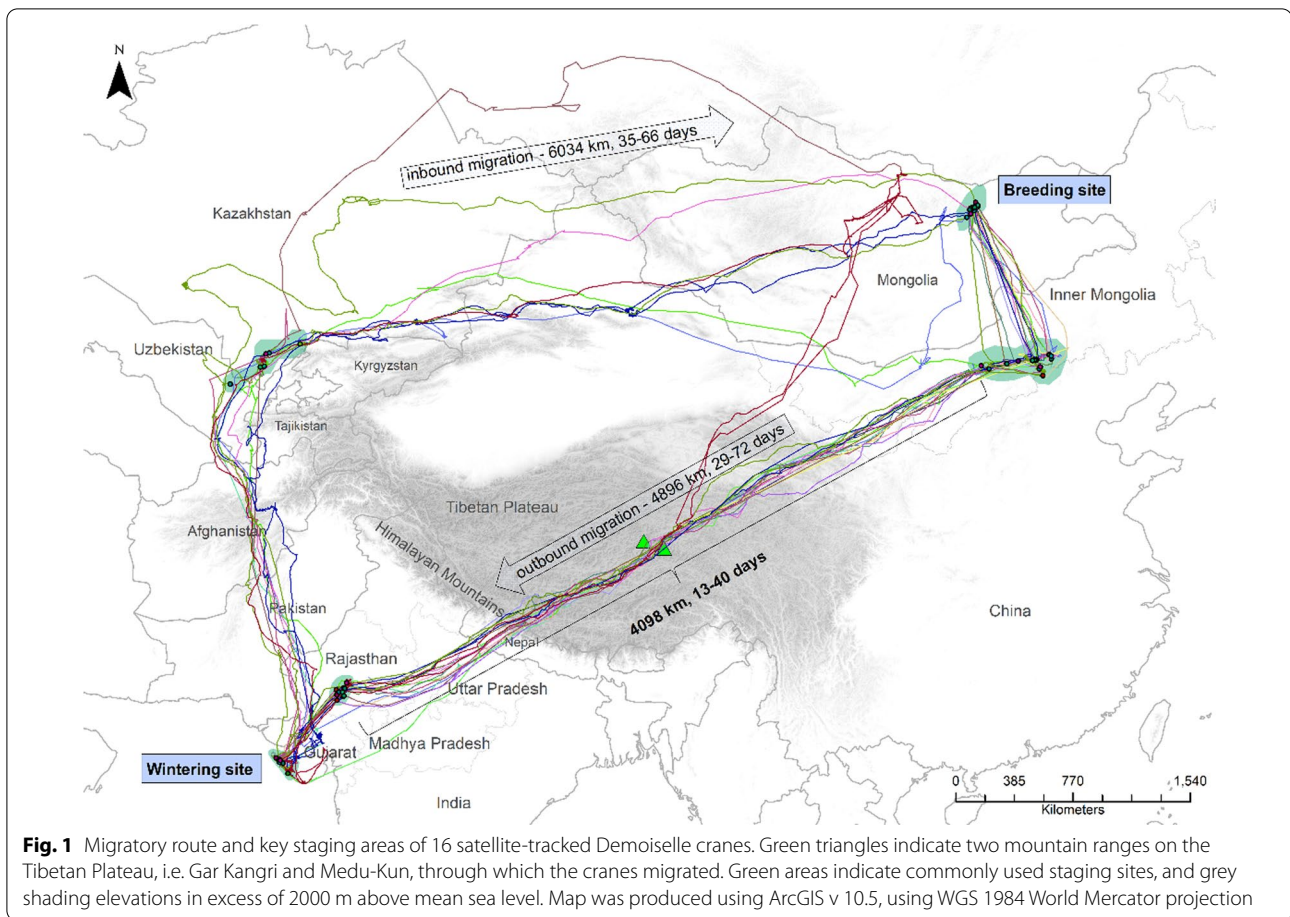 N
inbound migration - 6034 km, 35-66 days
Kazakhstan
Breeding site
Mongolia
Inner Mongolia
Uzbekistan
Kyrgyzstan
Tajikistan
outbound migration - 4896 km, 29-72 days
Tibetan Plateau
Afghanistan
Himalayan Mountains
4098 km, 13-40 days
China
Pakistan
Nepal
Rajasthan
Uttar Pradesh
Madhya Pradesh
Gujarat
Wintering site
India
0 385 770 1,540
Kilometers
Fig. 1 Migratory route and key staging areas of 16 satellite-tracked Demoiselle cranes. Green triangles indicate two mountain ranges on the
Tibetan Plateau, i.e. Gar Kangri and Medu-Kun, through which the cranes migrated. Green areas indicate commonly used staging sites, and grey
shading elevations in excess of 2000 m above mean sea level. Map was produced using ArcGIS v 10.5, using WGS 1984 World Mercator projection